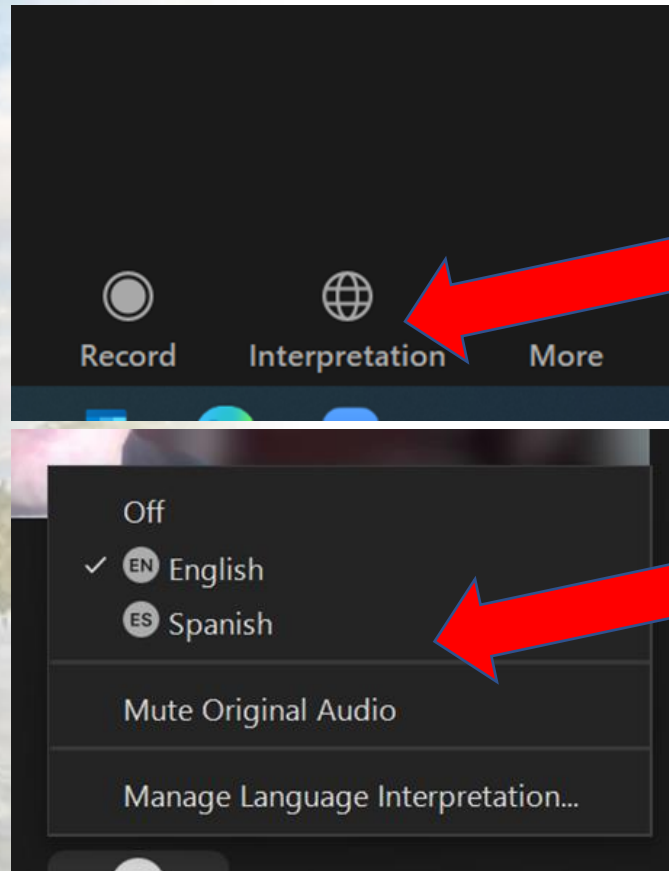 Record Interpretation More
Off
EN English
ES Spanish
Mute Original Audio
Manage Language Interpretation...